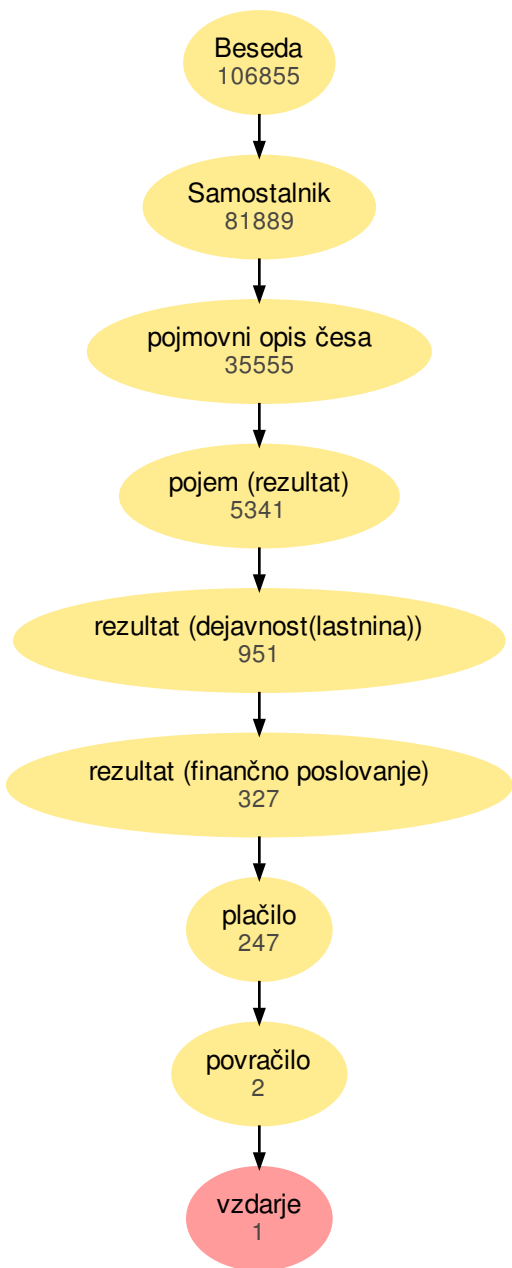 Beseda
106855
Samostalnik
81889
pojmovni opis česa
35555
pojem (rezultat)
5341
rezultat (dejavnost(lastnina))
951
rezultat (finančno poslovanje)
327
plačilo
247
povračilo
2
vzdarje
1